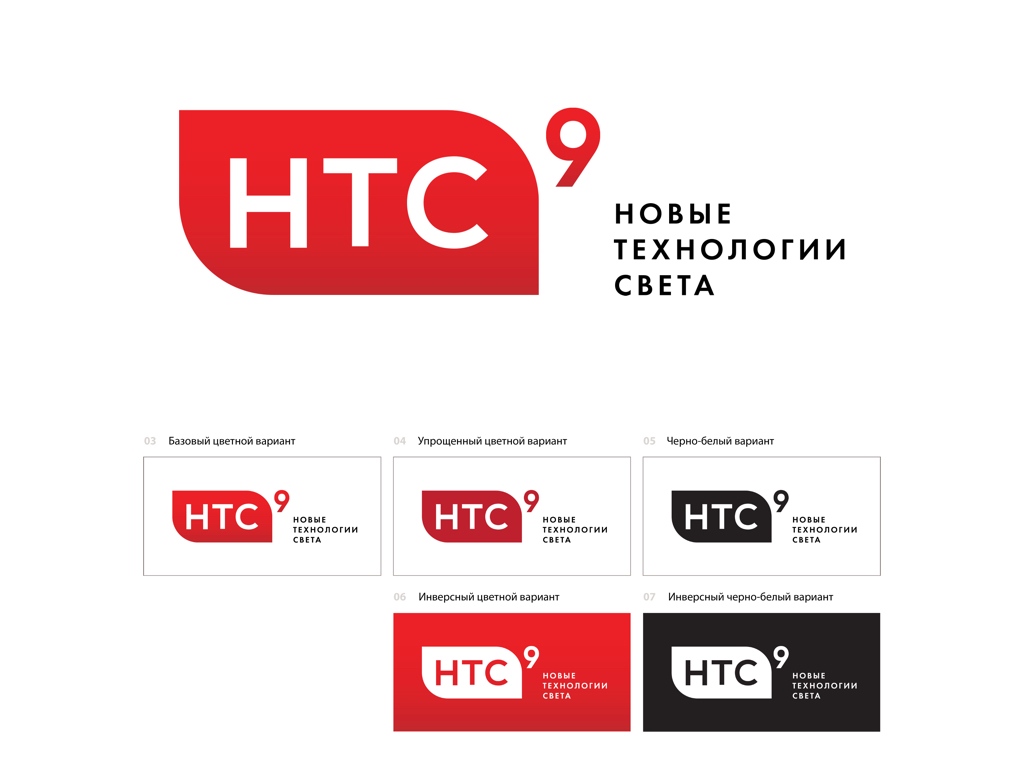 НТС 9
НОВЫЕ
ТЕХНОЛОГИИ
СВЕТА
03 Базовый цветной вариант
НТС 9
НОВЫЕ
ТЕХНОЛОГИИ
СВЕТА
04 Упрощенный цветной вариант
НТС 9
НОВЫЕ
ТЕХНОЛОГИИ
СВЕТА
05 Черно-белый вариант
НТС 9
НОВЫЕ
ТЕХНОЛОГИИ
СВЕТА
06 Инверсный цветной вариант
НТС 9
НОВЫЕ
ТЕХНОЛОГИИ
СВЕТА
07 Инверсный черно-белый вариант
НТС 9
НОВЫЕ
ТЕХНОЛОГИИ
СВЕТА